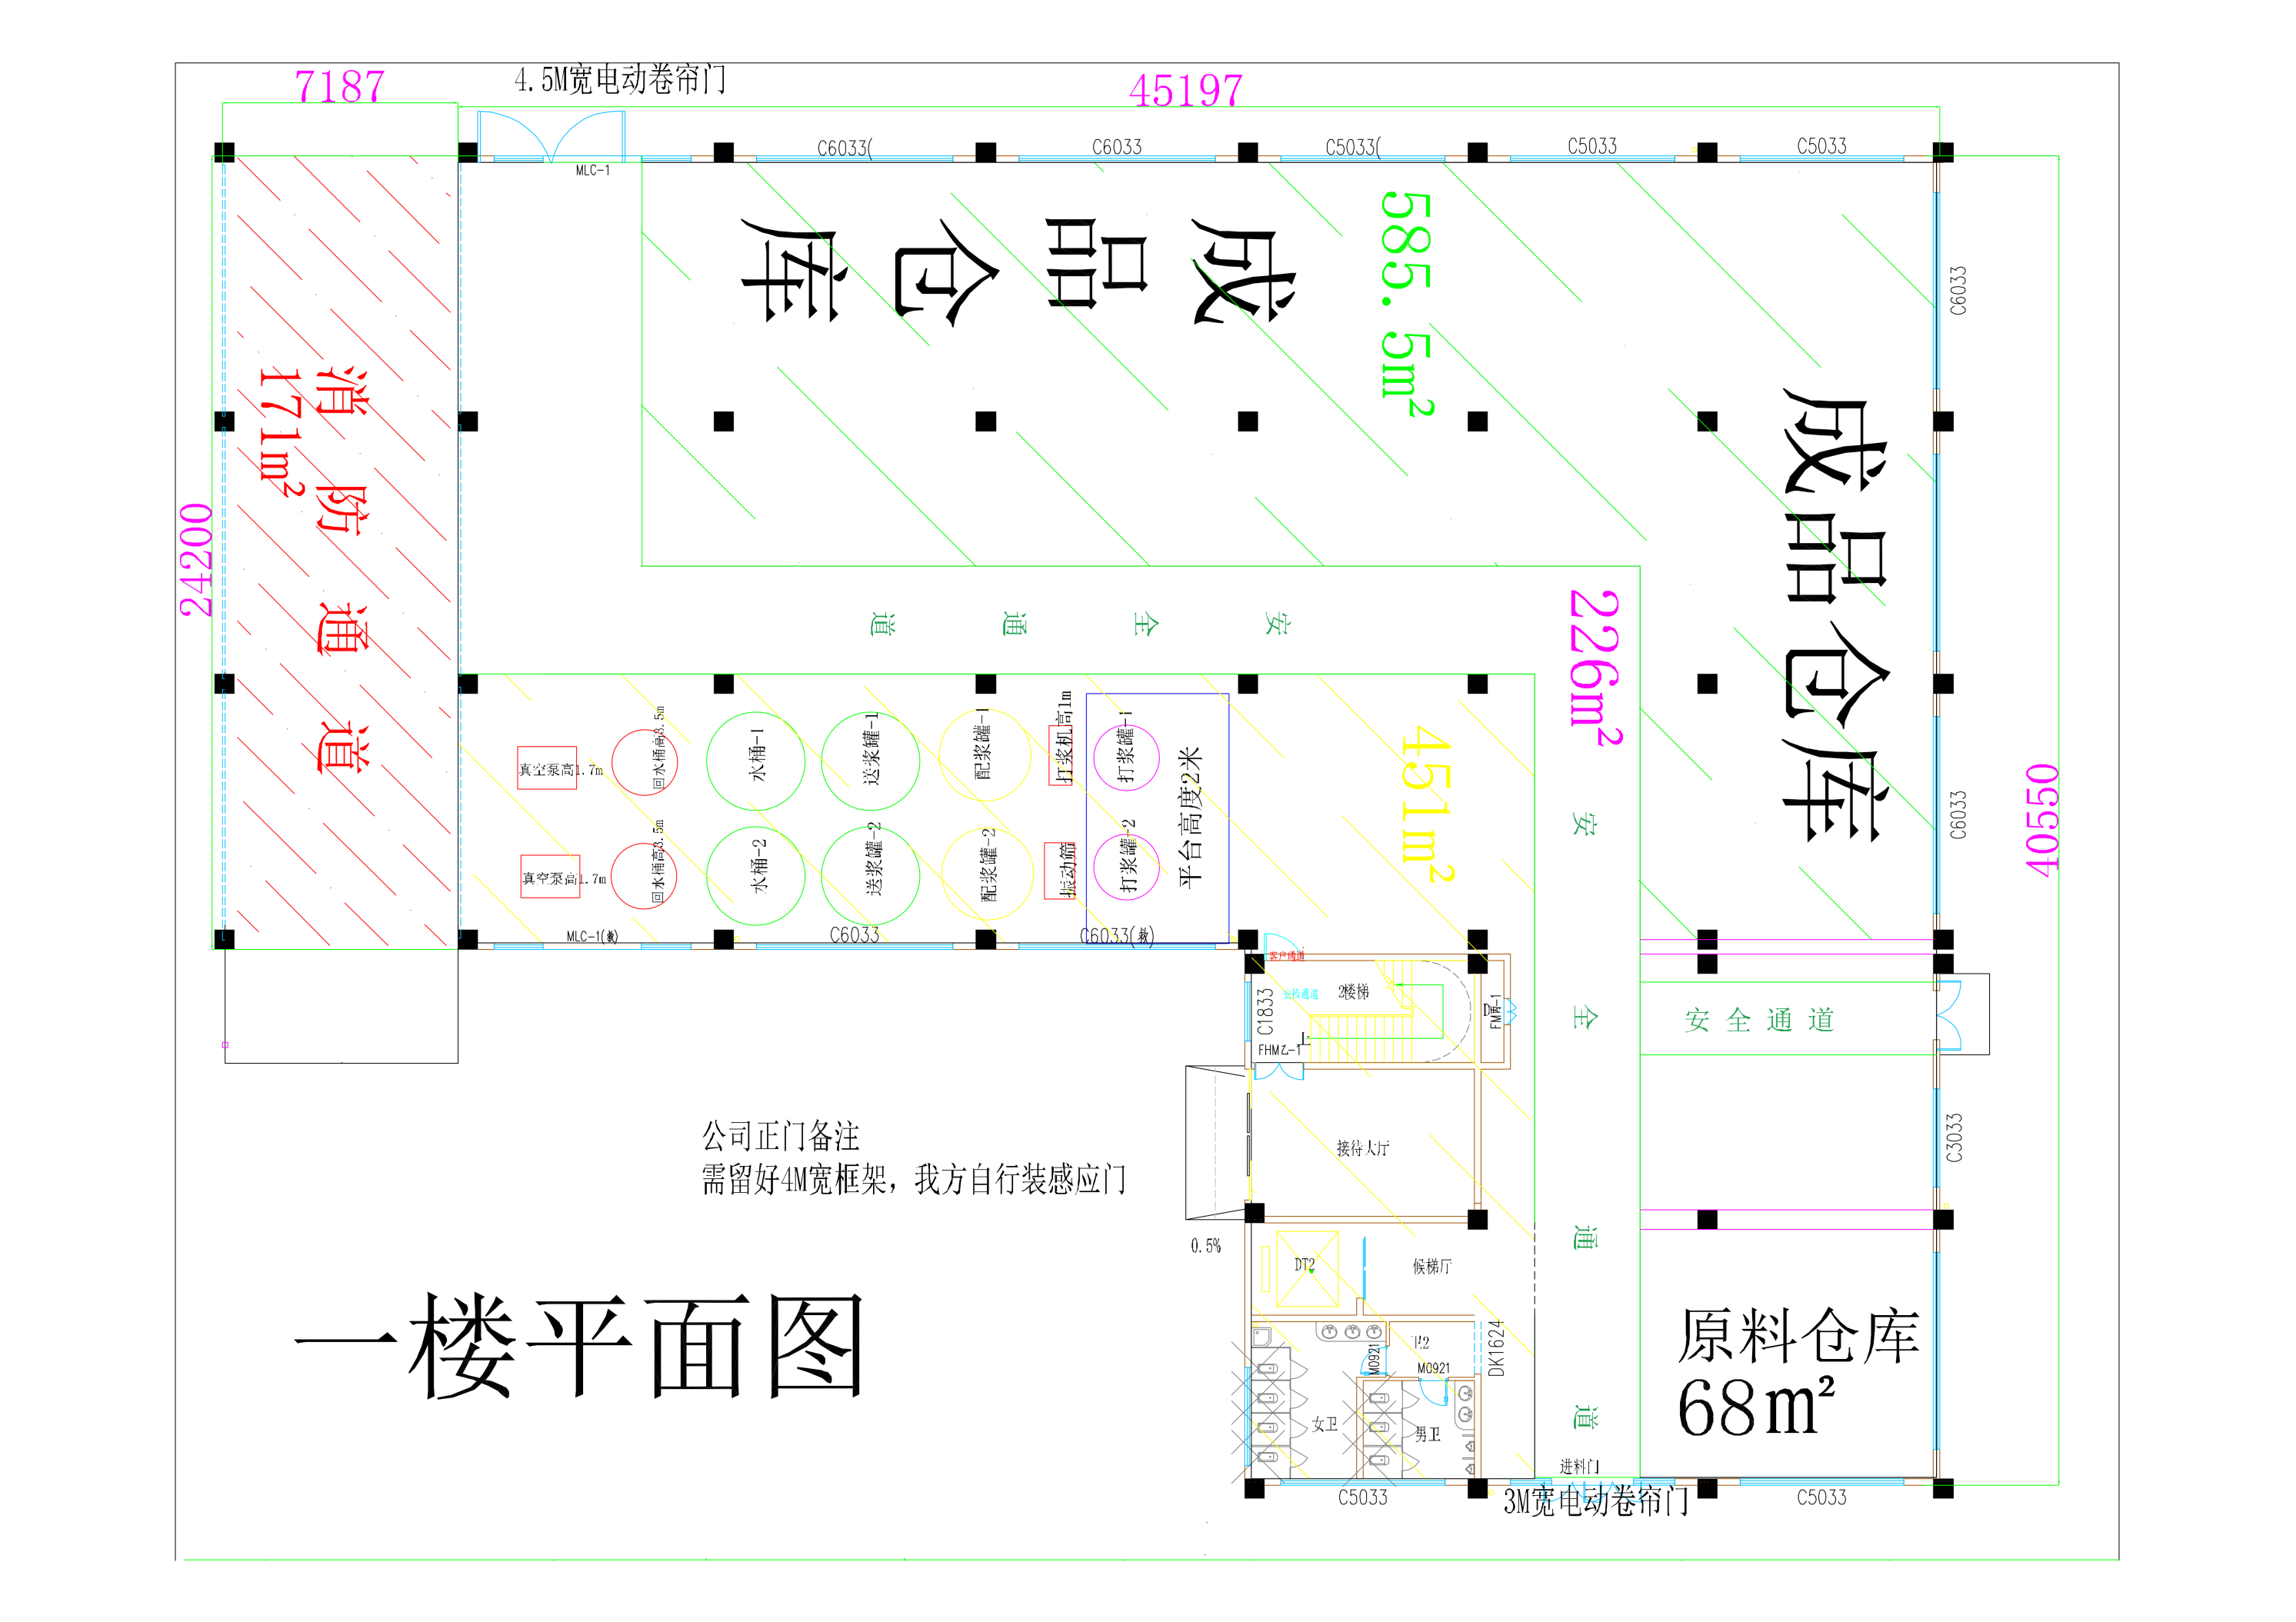 7187
4.5M宽电动卷帘门
45197
C6033(
C6033
C5033(
C5033
C5033
MLC-1
成品仓库
585.5m²
C6033
消防通道
171m²
成品仓库
24200
226m²
安全通道
451m²
40550
真空泵高1.7m
回水桶高3.5m
水桶-1
送浆罐-1
配浆罐-1
打浆机高1m
打浆罐-1
平台高度2米
真空泵高1.7m
回水桶高3.5m
水桶-2
送浆罐-2
配浆罐-2
振动筛
打浆罐-2
C6033
安全通道
MLC-1(
C6033
C6033(
客户通道
2楼梯
C1833
上
FHM乙-1
安全通道
公司正门备注
需留好4M宽框架，我方自行装感应门
接待大厅
C3033
0.5%
DT2
候梯厅
一楼平面图
原料仓库
68m²
DK1624
M0921
M0921
女卫
男卫
进料门
3M宽电动卷帘门
C5033
C5033